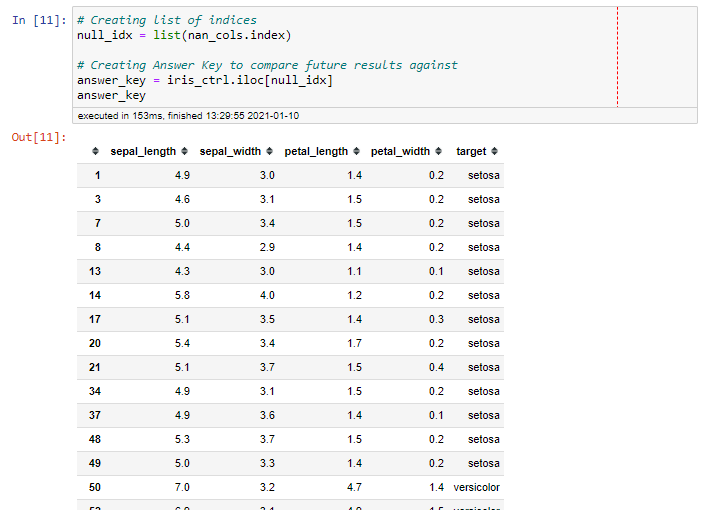 In [11]: # Creating list of indices
null_idx = list(nan_cols.index)
# Creating Answer Key to compare future results against
answer_key = iris_ctrl.iloc[null_idx]
answer_key
executed in 153ms, finished 13:29:55 2021-01-10
Out[11]:
sepal_length sepal_width petal_length petal_width target
1 4.9 3.0 1.4 0.2 setosa
3 4.6 3.1 1.5 0.2 setosa
7 5.0 3.4 1.5 0.2 setosa
8 4.4 2.9 1.4 0.2 setosa
13 4.3 3.0 1.1 0.1 setosa
14 5.8 4.0 1.2 0.2 setosa
17 5.1 3.5 1.4 0.3 setosa
20 5.4 3.4 1.7 0.2 setosa
21 5.1 3.7 1.5 0.4 setosa
34 4.9 3.1 1.5 0.2 setosa
37 4.9 3.6 1.4 0.1 setosa
48 5.3 3.7 1.5 0.2 setosa
49 5.0 3.3 1.4 0.2 setosa
50 7.0 3.2 4.7 1.4 versicolor